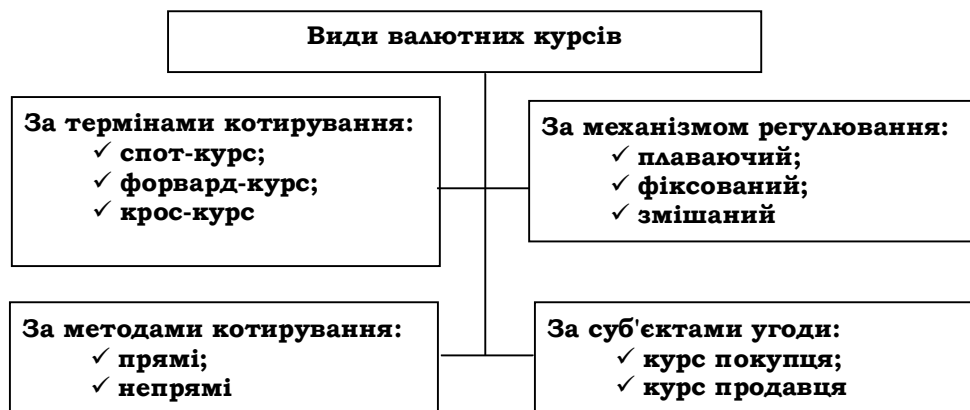 Види валютних курсів
За термінами котирування:
✓ спот-курс;
✓ форвард-курс;
✓ крос-курс
За механізмом регулювання:
✓ плаваючий;
✓ фіксований;
✓ змішаний
За методами котирування:
✓ прямі;
✓ непрямі
За суб'єктами угоди:
✓ курс покупця;
✓ курс продавця